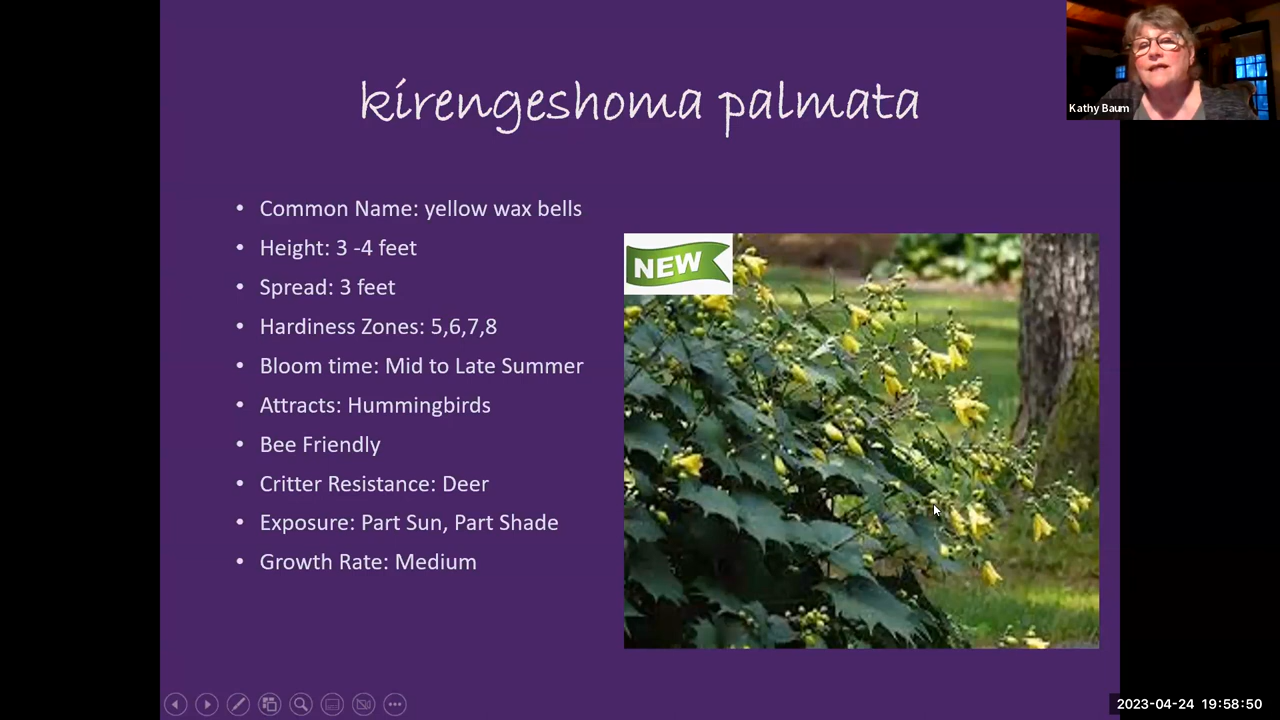 kirengeshoma palmata
Kathy Baum
• Common Name: yellow wax bells
• Height: 3 -4 feet
• Spread: 3 feet
• Hardiness Zones: 5,6,7,8
• Bloom time: Mid to Late Summer
• Attracts: Hummingbirds
• Bee Friendly
• Critter Resistance: Deer
• Exposure: Part Sun, Part Shade
• Growth Rate: Medium
NEW
2023-04-24 19:58:50